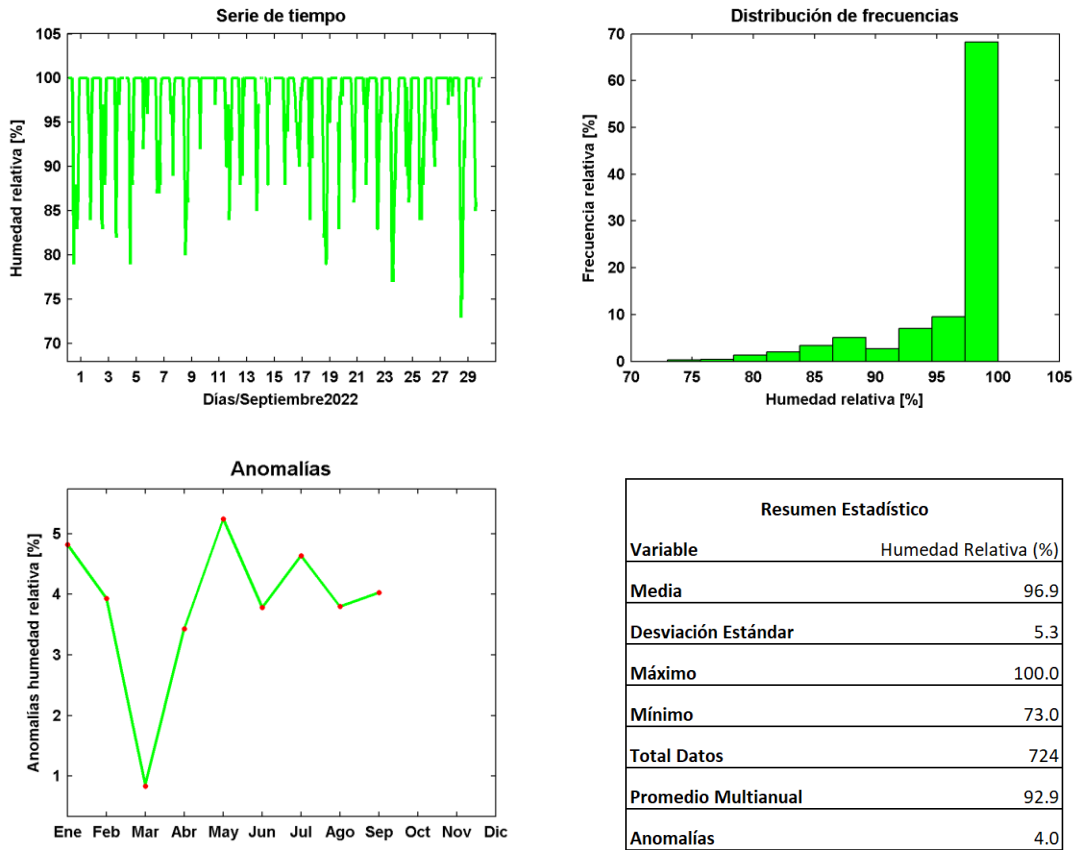 Serie de tiempo
105
100
95
90
85
80
75
70
Humedad relativa [%]
1 3 5 7 9 11 13 15 17 19 21 23 25 27 29
Días/Septiembre2022
Distribución de frecuencias
70
60
50
40
30
20
10
0
Frecuencia relativa [%]
70 75 80 85 90 95 100 105
Humedad relativa [%]
Anomalías
5
4
3
2
1
Anomalias humedad relativa [%]
Ene Feb Mar Abr May Jun Jul Ago Sep Oct Nov Dic
Resumen Estadístico
Variable Humedad Relativa (%)
Media 96.9
Desviación Estándar 5.3
Máximo 100.0
Mínimo 73.0
Total Datos 724
Promedio Multianual 92.9
Anomalías 4.0